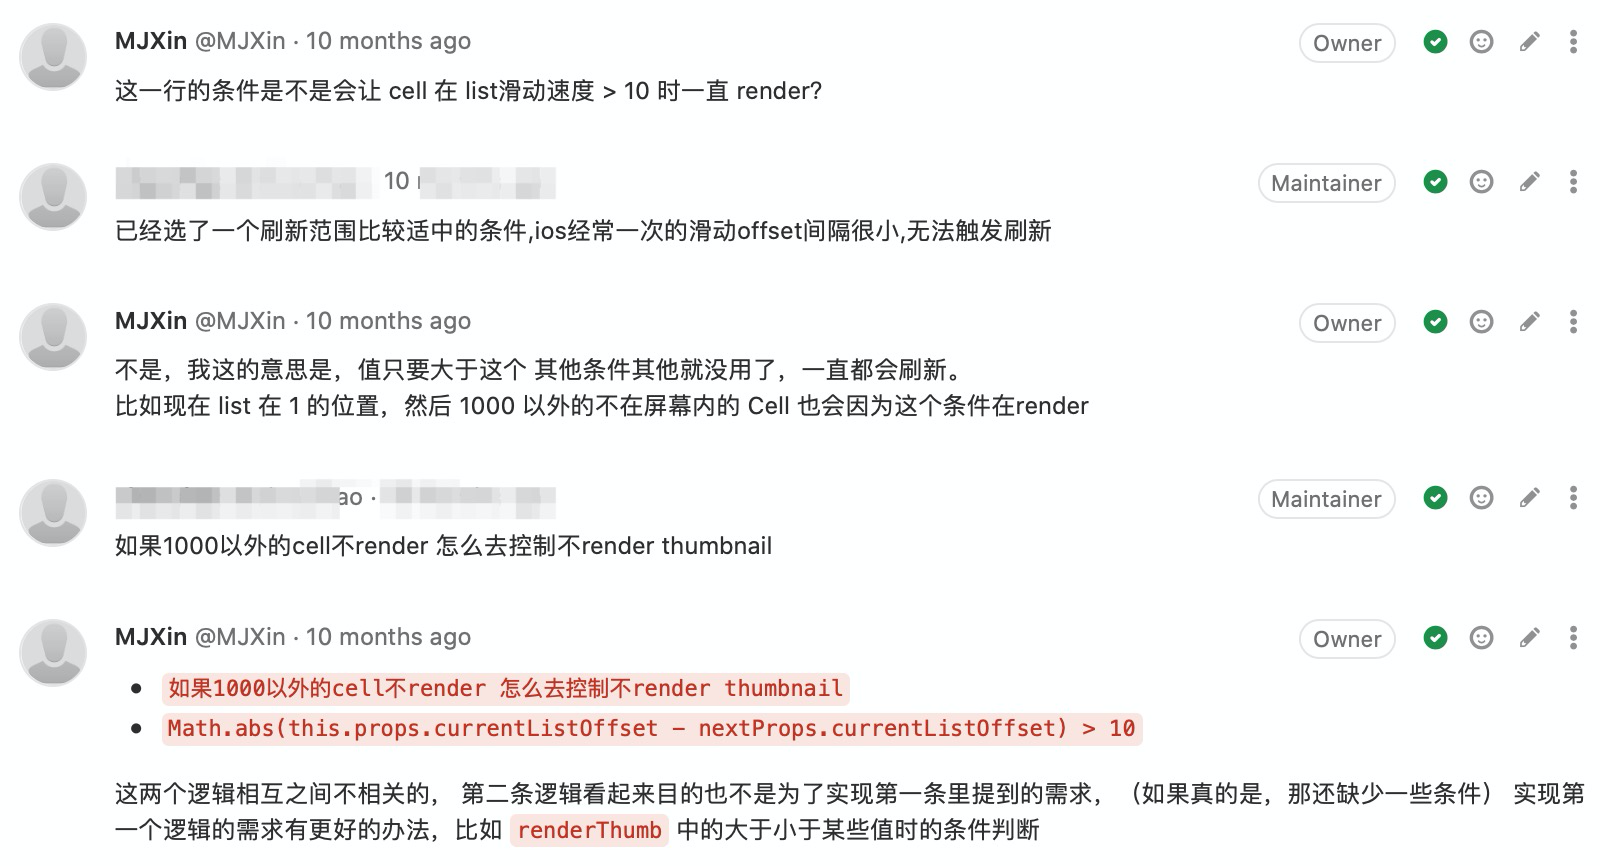 MJXin @MJXin · 10 months ago Owner
这一行的条件是不是会让 cell 在 list滑动速度 > 10 时一直 render?
10 Maintainer
已经选了一个刷新范围比较适中的条件,ios经常一次的滑动offset间隔很小,无法触发刷新
MJXin @MJXin · 10 months ago Owner
不是，我这的意思是，值只要大于这个 其他条件其他就没用了，一直都会刷新。
比如现在 list 在 1 的位置，然后 1000 以外的不在屏幕内的 Cell 也会因为这个条件在render
ao · Maintainer
如果1000以外的cell不render 怎么去控制不render thumbnail
MJXin @MJXin · 10 months ago Owner
如果1000以外的cell不render 怎么去控制不render thumbnail
Math.abs(this.props.currentListOffset - nextProps.currentListOffset) > 10
这两个逻辑相互之间不相关的， 第二条逻辑看起来目的也不是为了实现第一条里提到的需求，（如果真的是，那还缺少一些条件） 实现第
一个逻辑的需求有更好的办法，比如 renderThumb 中的大于小于某些值时的条件判断